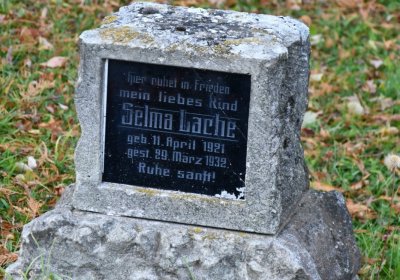 Hier ruhet in Frieden
mein liebes Kind
Selma Lache
geb. 11. April 1921
gest. 29. März 1939.
Ruhe sanft!